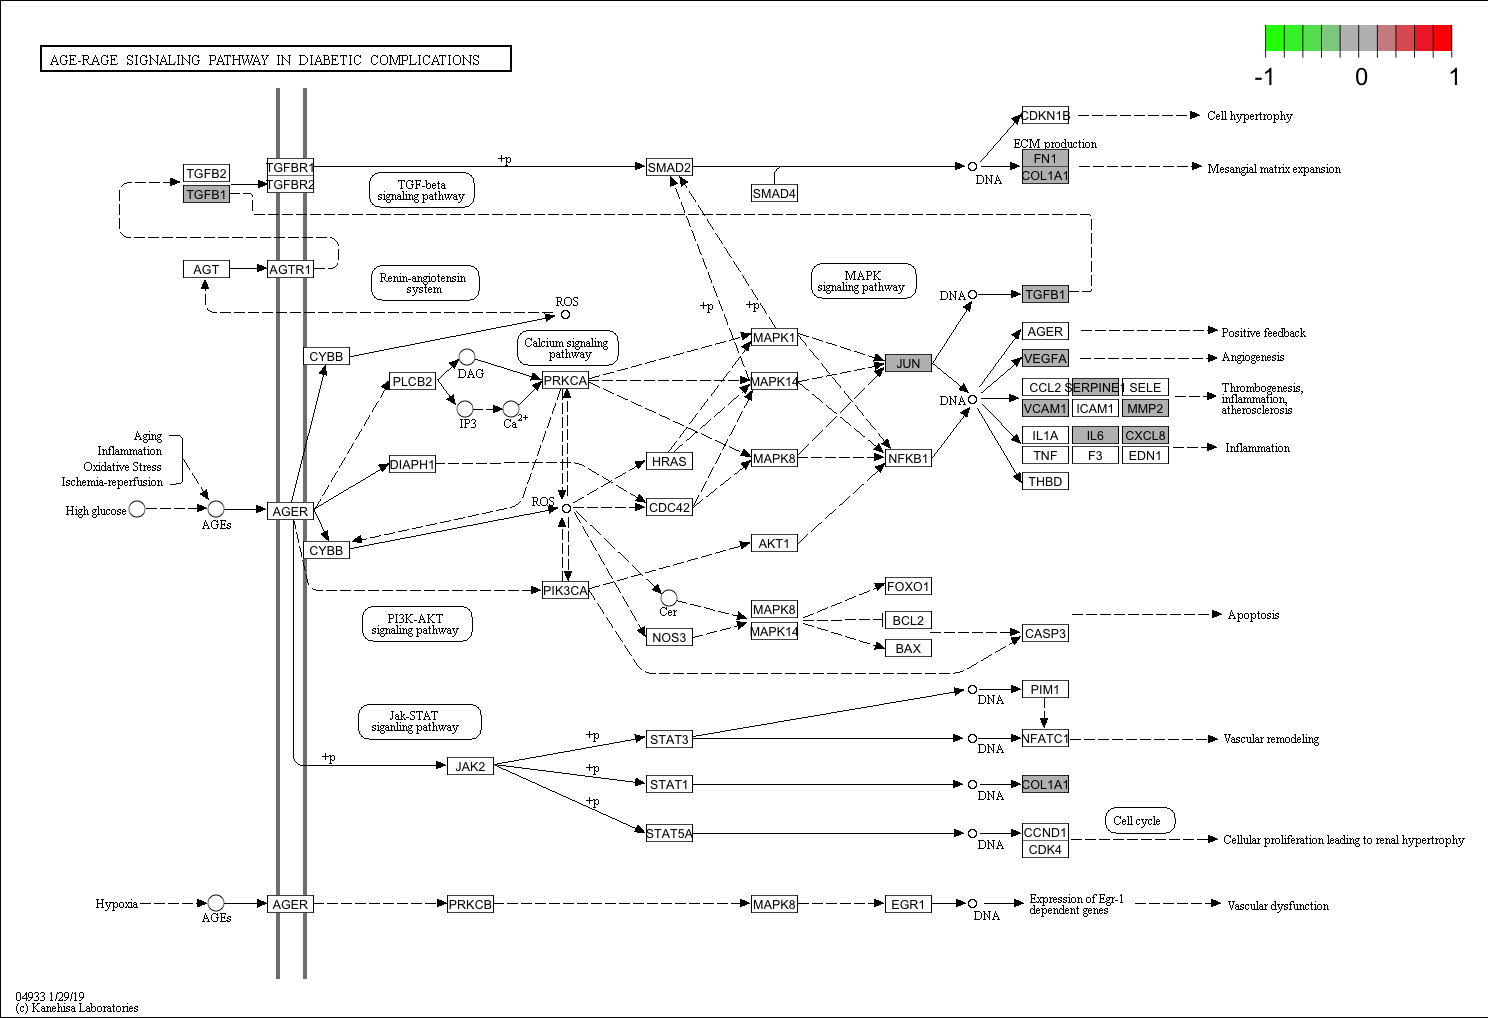 AGE-RAGE SIGNALING PATHWAY IN DIABETIC COMPLICATIONS
-1 0 1
CDKN1B
Cell hypertrophy
ECM production
FN1
COL1A1
Mesangial matrix expansion
DNA
TGFB2
TGFB1
TGFBR1
TGFBR2
+p
TGF-beta
signaling pathway
SMAD2
SMAD4
AGT
AGTR1
Renin-angiotensin
system
MAPK
signaling pathway
ROS
+p
+p
DNA
TGFB1
CYBB
Calcium signaling
pathway
MAPK1
JUN
AGER
Positive feedback
VEGFA
Angiogenesis
PLCB2
DAG
IP3
Ca2+
PRKCA
MAPK14
DNA
CCL2 SERPINE1 SELE
VCAM1 ICAM1 MMP2
Thrombogenesis,
inflammation,
atherosclerosis
IL1A IL6 CXCL8
TNF F3 EDN1
Inflammation
THBD
Aging
Inflammation
Oxidative Stress
Ischemia-reperfusion
High glucose
AGEs
AGER
DIAPH1
HRAS
MAPK8
NFKB1
ROS
CDC42
CYBB
AKT1
PIK3CA
PI3K-AKT
signaling pathway
Cer
NOS3
MAPK8
MAPK14
FOXO1
BCL2
BAX
CASP3
Apoptosis
Jak-STAT
siganling pathway
+p
JAK2
+p
+p
+p
STAT3
STAT1
STAT5A
DNA
PIM1
DNA
NFATC1
Vascular remodeling
DNA
COL1A1
DNA
CCND1
CDK4
Cell cycle
Cellular proliferation leading to renal hypertrophy
Hypoxia
AGEs
AGER
PRKCB
MAPK8
EGR1
DNA
Expression of Egr-1
dependent genes
Vascular dysfunction
04933 1/29/19
(c) Kanehisa Laboratories